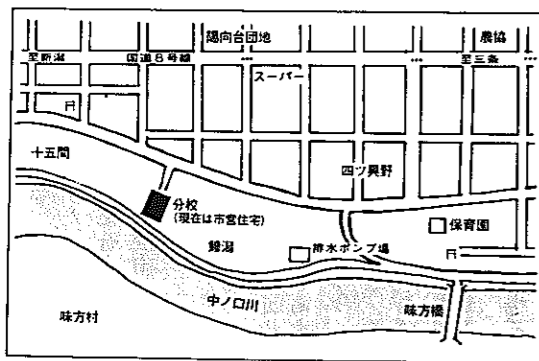 陽向台団地
農協
至新潟
国道8号線
至三条
スーパー
十五間
四ツ興野
分校
(現在は市営住宅)
保育園
鐙潟
排水ポンプ場
中ノ口川
味方橋
味方村